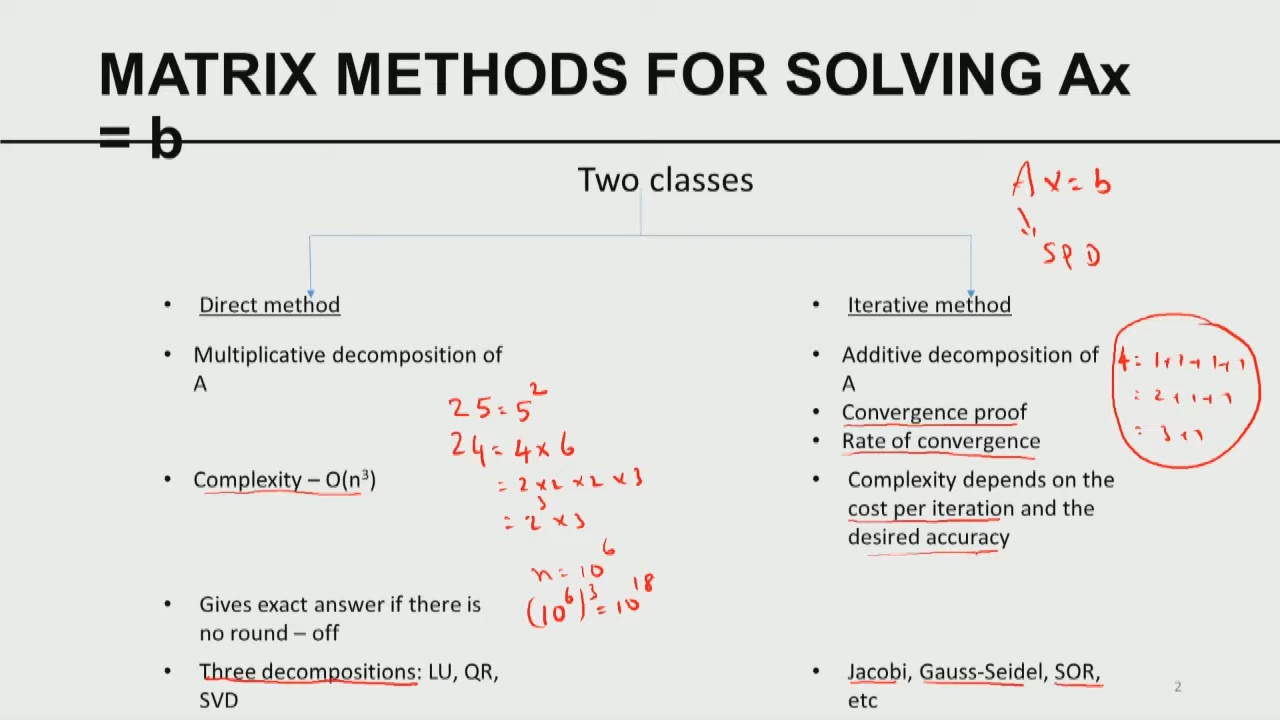 MATRIX METHODS FOR SOLVING Ax
= b
Two classes
Ax = b
SPD
• Direct method
• Multiplicative decomposition of
A
25 = 5²
24 = 4 × 6
= 2 × 2 × 2 × 3
= 2³ × 3
• Complexity – O(n³)
n = 10⁶
(10⁶)³ = 10¹⁸
• Gives exact answer if there is
no round – off
• Three decompositions: LU, QR,
SVD
• Iterative method
• Additive decomposition of
A
• Convergence proof
• Rate of convergence
4 = 1+1+1+1
= 2+1+1
= 3+1
• Complexity depends on the
cost per iteration and the
desired accuracy
• Jacobi, Gauss-Seidel, SOR,
etc
2